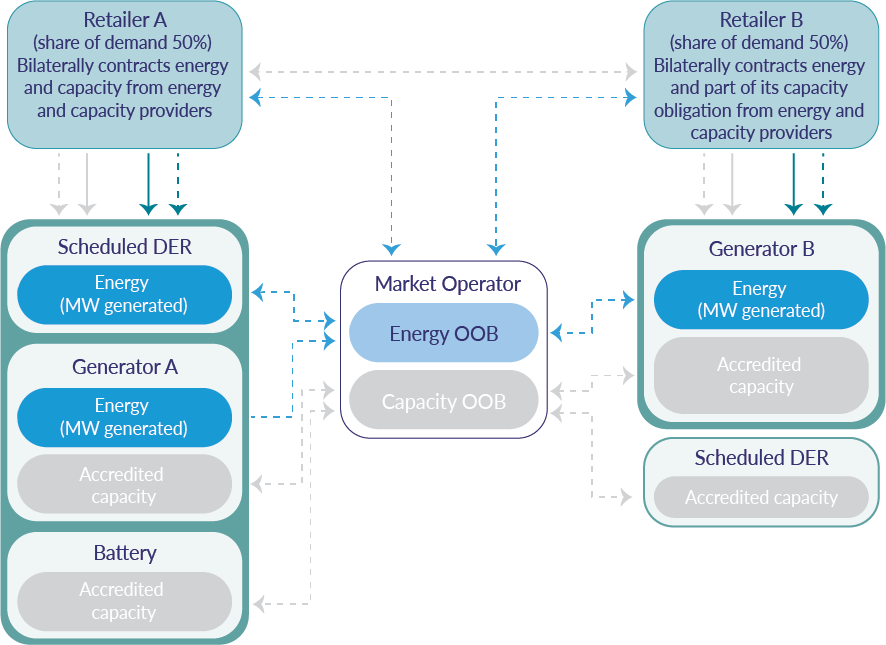 Retailer A
(share of demand 50%)
Bilaterally contracts energy
and capacity from energy
and capacity providers
Retailer B
(share of demand 50%)
Bilaterally contracts energy
and part of its capacity
obligation from energy and
capacity providers
Scheduled DER
Energy
(MW generated)
Generator A
Energy
(MW generated)
Accredited
capacity
Battery
Accredited
capacity
Market Operator
Energy OOB
Capacity OOB
Generator B
Energy
(MW generated)
Accredited
capacity
Scheduled DER
Accredited capacity